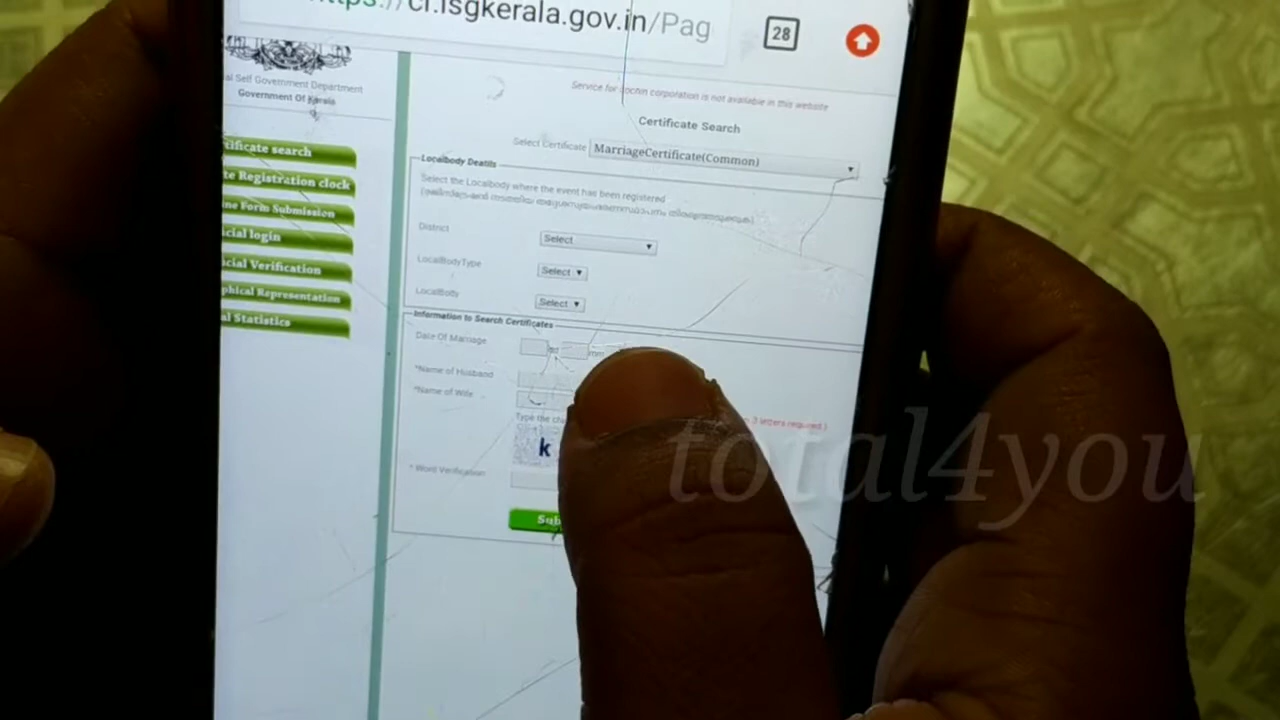 https://cr.lsgkerala.gov.in/Pag
28
al Self Government Department
Government Of Kerala
Service for cochin corporation is not available in this website
Certificate Search
Select Certificate MarriageCertificate(Common)
tificate search
te Registration clock
ne Form Submission
cial login
cial Verification
phical Representation
al Statistics
Localbody Deatils
Select the Localbody where the event has been registered
District Select
LocalBodyType Select
LocalBody Select
Information to Search Certificates
Date Of Marriage dd mm
*Name of Husband
*Name of Wife
3 letters required.)
Type the cha
k
* Word Verification
Sub
total4you